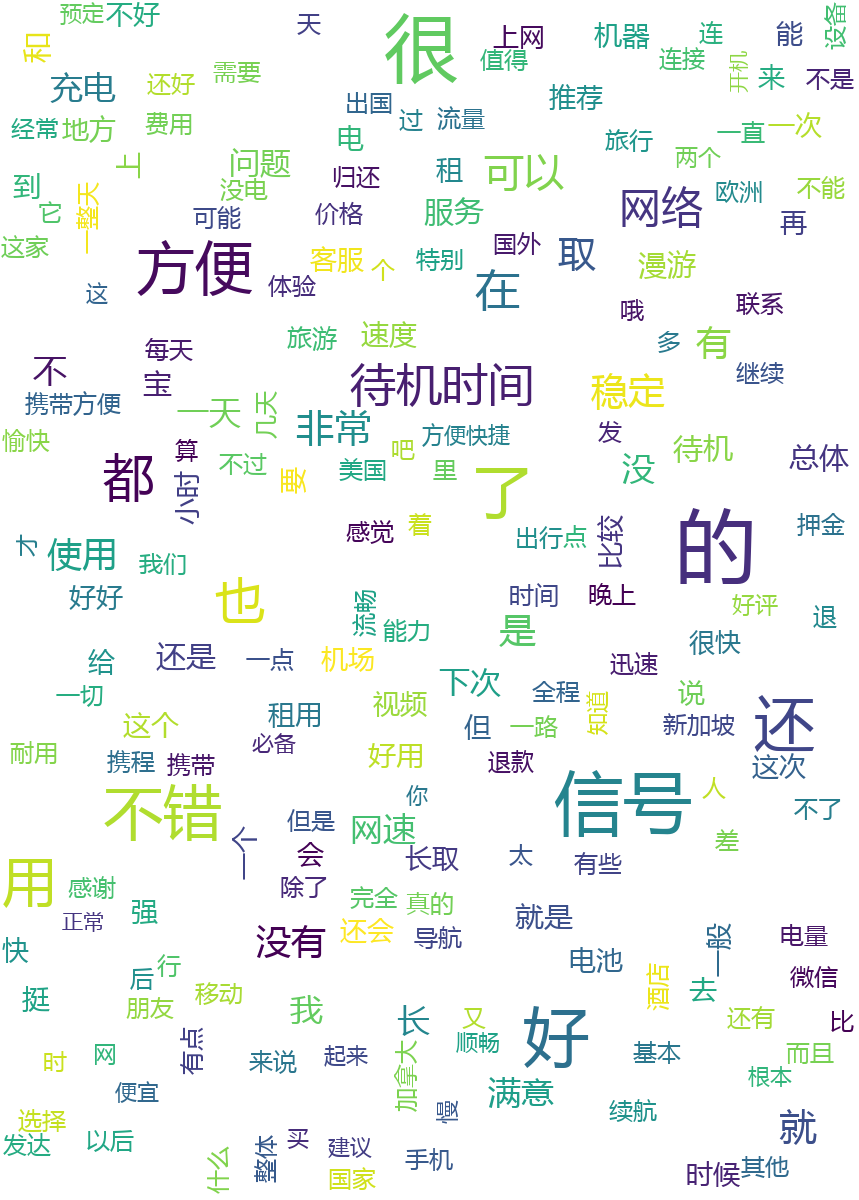 预定
不好
天
很
上网
机器
连
能
设备
和
值得
充电
还好
需要
连接
开机
来
不是
出国
推荐
经常
地方
费用
电
过
流量
旅行
一直
一次
上
问题
两个
到
没电
归还
租
可以
欧洲
不能
它
一整天
可能
价格
服务
网络
再
这家
方便
客服
个
特别
国外
取
漫游
这
体验
在
哦
联系
旅游
速度
多
有
不
每天
宝
待机时间
稳定
继续
携带方便
一天
几天
非常
方便快捷
发
愉快
都
算
不过
要
美国
吧
里
了
没
待机
总体
小时
感觉
着
出行
点
比较
的
押金
才
使用
我们
好好
也
流畅
能力
时间
晚上
好评
退
是
很快
给
还是
一点
机场
下次
全程
迅速
说
一切
这个
租用
视频
但
一路
知道
新加坡
还
耐用
携程
携带
必备
好用
退款
这次
不错
你
信号
人
不了
一个
但是
网速
差
用
会
长取
太
有些
感谢
除了
完全
真的
正常
强
没有
还会
导航
就是
一般
电量
快
行
后
电池
酒店
去
微信
挺
朋友
移动
我
长
又
好
还有
比
时
网
有点
来说
起来
加拿大
顺畅
基本
而且
便宜
满意
根本
选择
慢
续航
就
发达
以后
什么
整体
买
建议
国家
手机
时候
其他